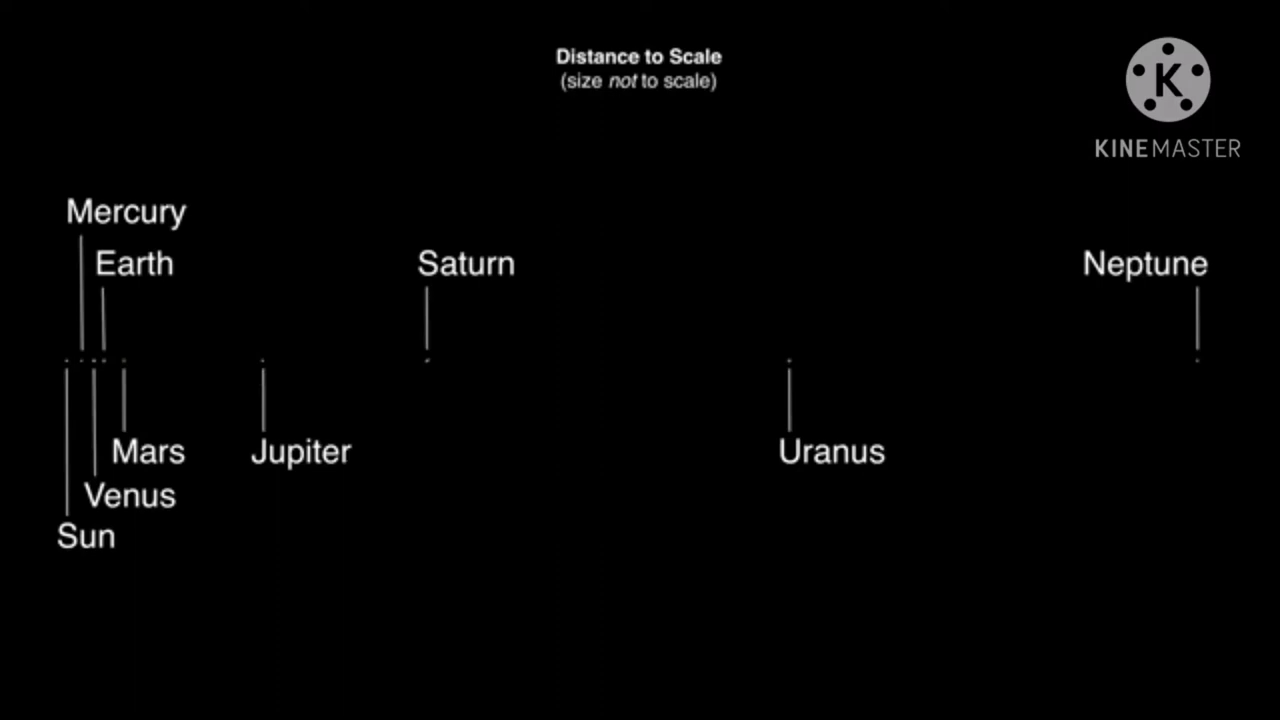 Distance to Scale
(size not to scale)
K
KINEMASTER
Mercury
Earth
Saturn
Neptune
Mars
Jupiter
Uranus
Venus
Sun